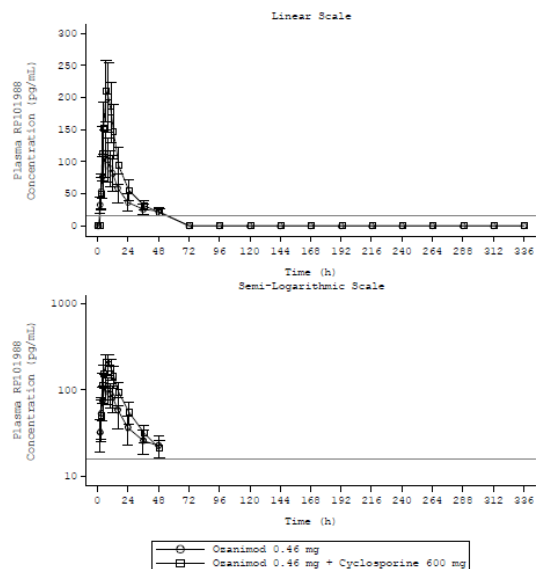 Linear Scale
300
250
200
150
100
50
0
Plasma RP101988
Concentration (pg/mL)
0 24 48 72 96 120 144 168 192 216 240 264 288 312 336
Time (h)
Semi-Logarithmic Scale
1000
100
10
Plasma RP101988
Concentration (pg/mL)
0 24 48 72 96 120 144 168 192 216 240 264 288 312 336
Time (h)
Ozanimod 0.46 mg
Ozanimod 0.46 mg + Cyclosporine 600 mg